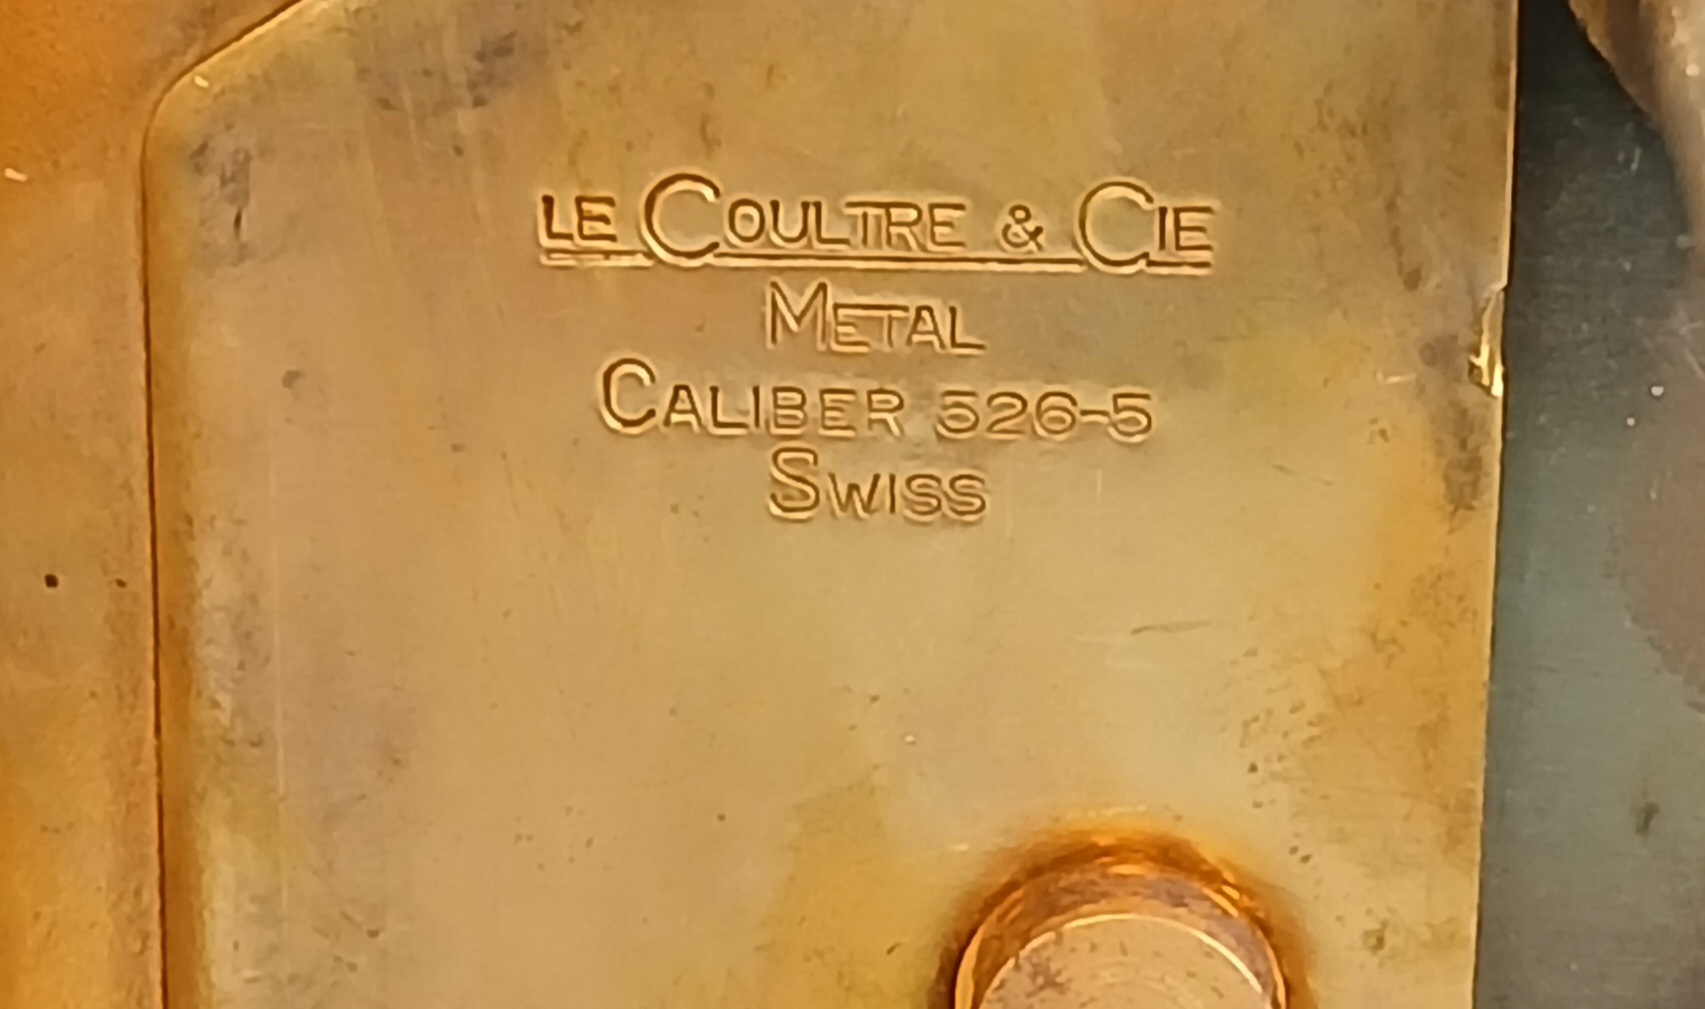 LE COULTRE & CIE
METAL
CALIBER 526-5
SWISS